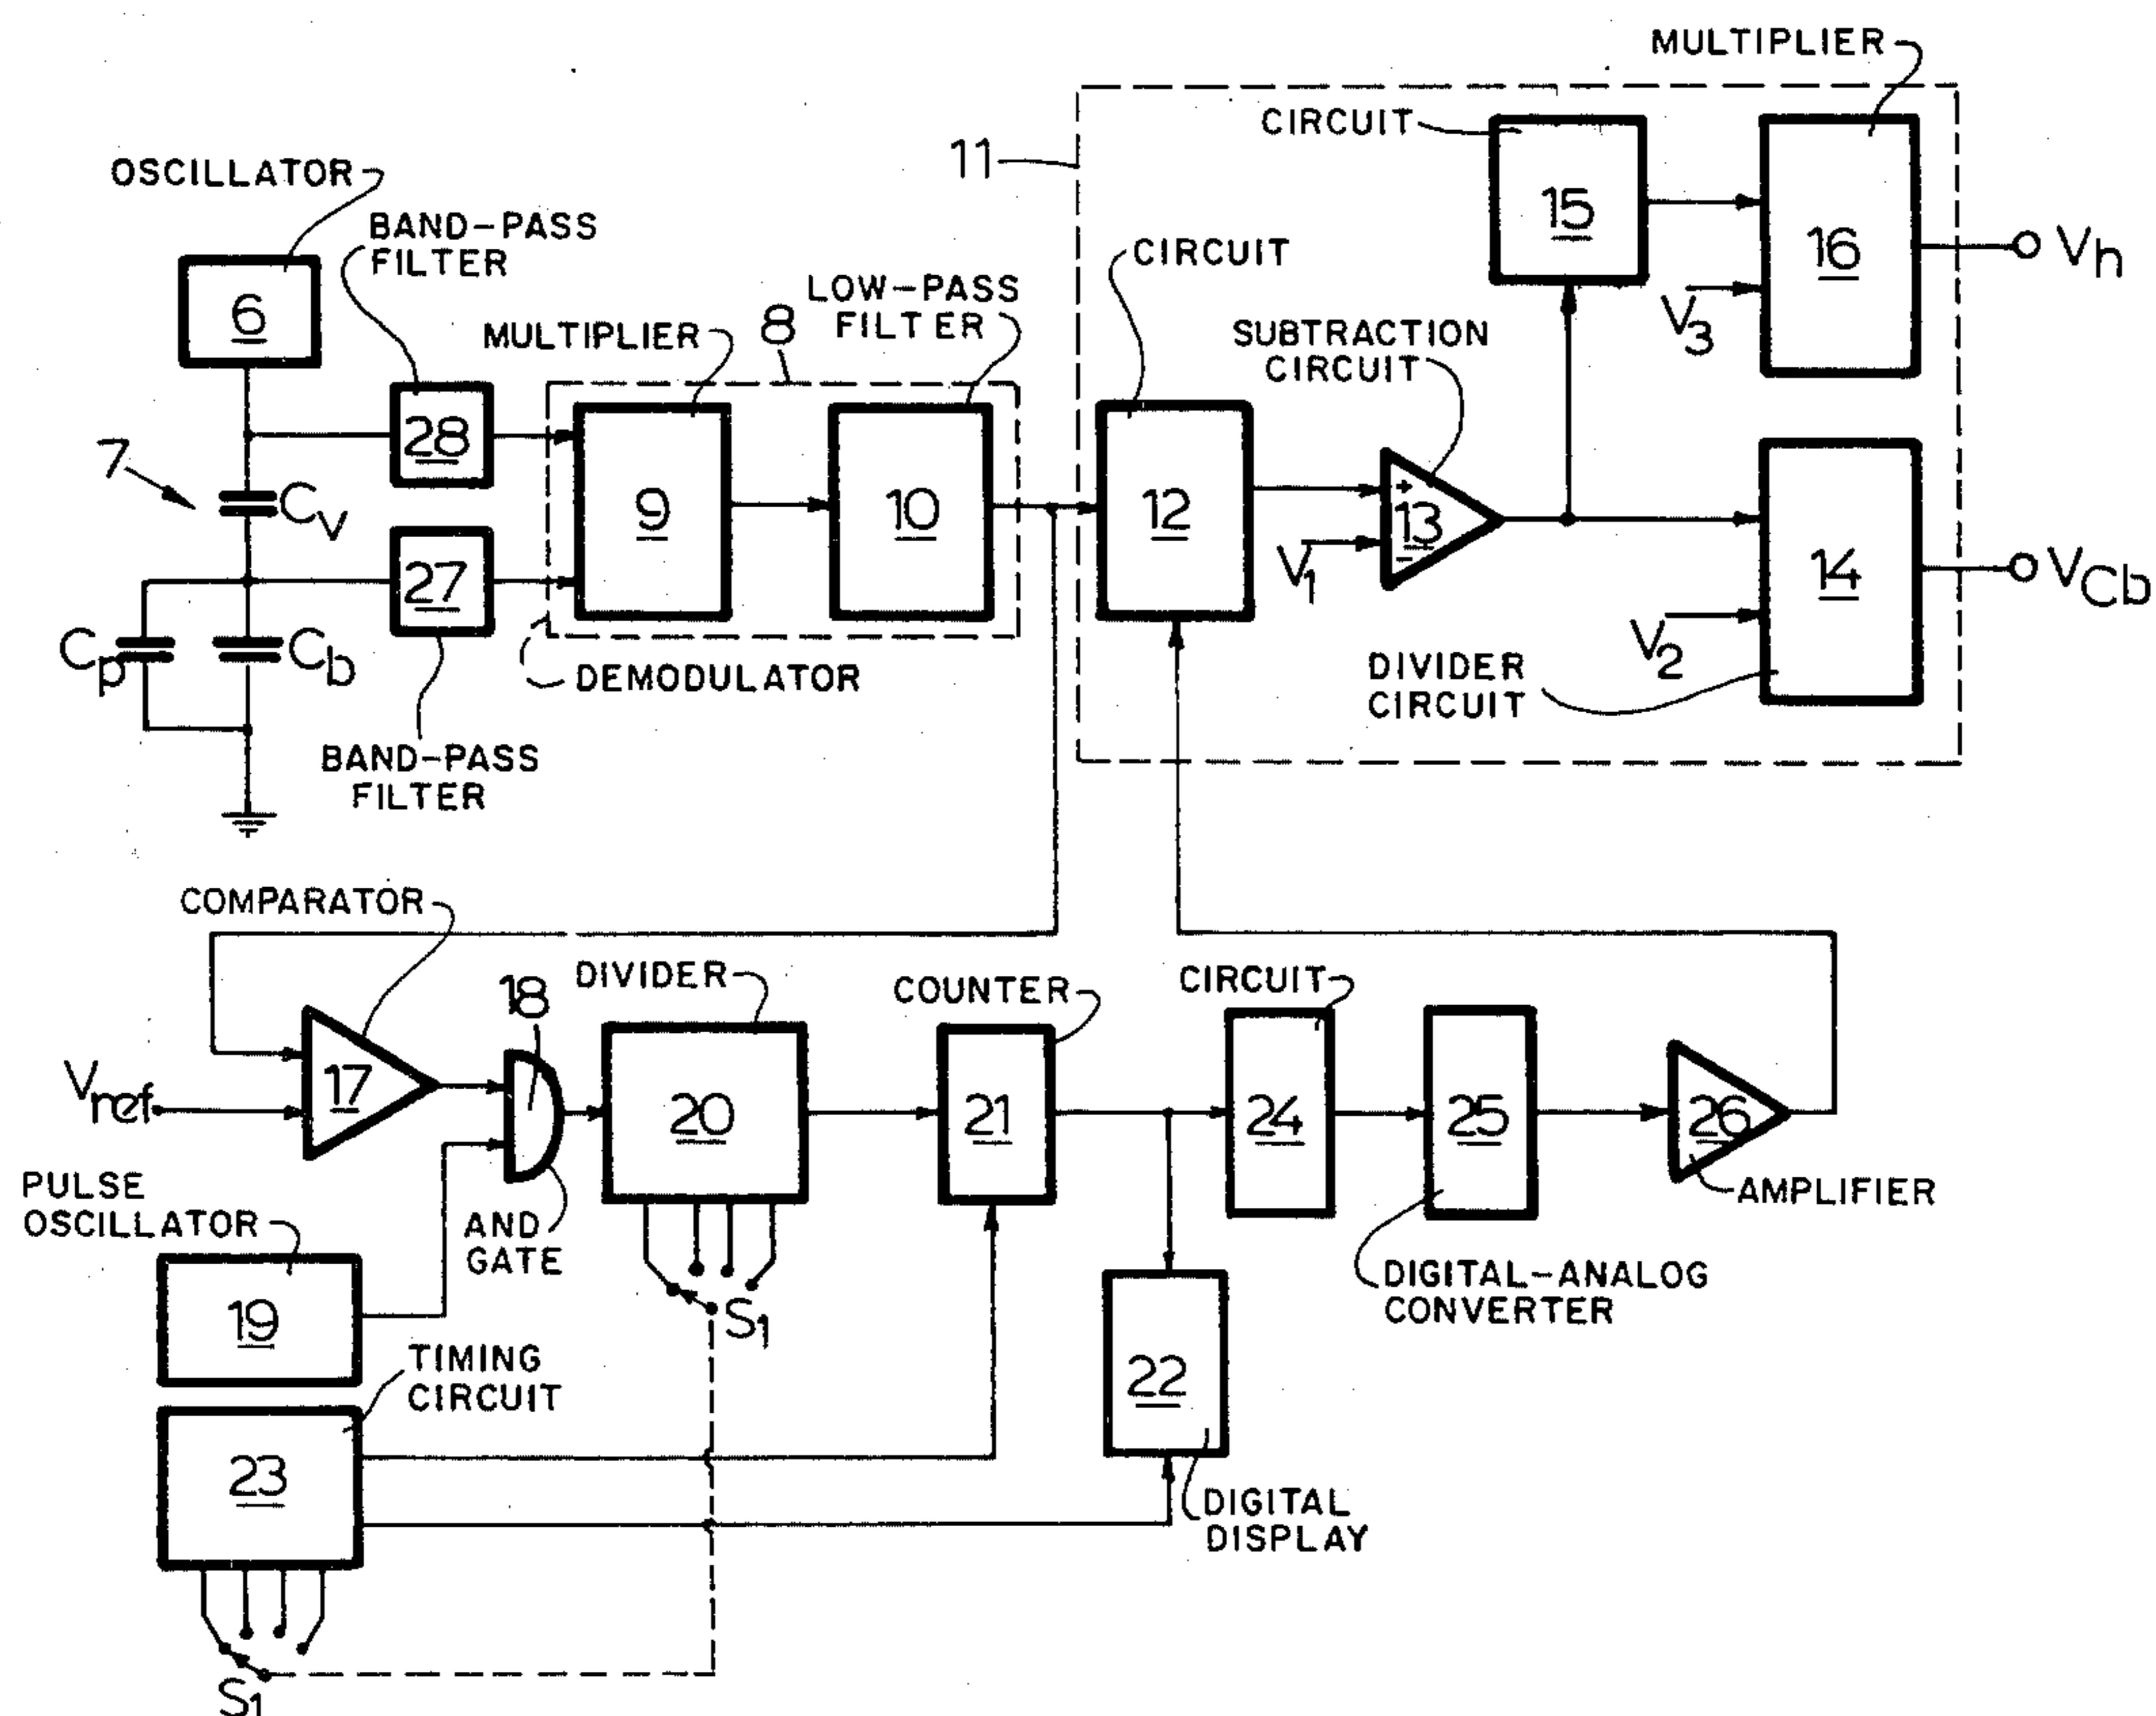 MULTIPLIER
CIRCUIT
11
OSCILLATOR
BAND-PASS
FILTER
15
16
Vh
CIRCUIT
6
LOW-PASS
FILTER
8
MULTIPLIER
V3
SUBTRACTION
CIRCUIT
28
7
Cv
9
10
12
+
13
−
V1
14
VCb
27
Cp
Cb
V2
DEMODULATOR
DIVIDER
CIRCUIT
BAND-PASS
FILTER
COMPARATOR
18
DIVIDER
COUNTER
CIRCUIT
Vref
17
20
21
24
25
26
AMPLIFIER
PULSE
OSCILLATOR
AND
GATE
19
S1
DIGITAL-ANALOG
CONVERTER
TIMING
CIRCUIT
22
23
DIGITAL
DISPLAY
S1